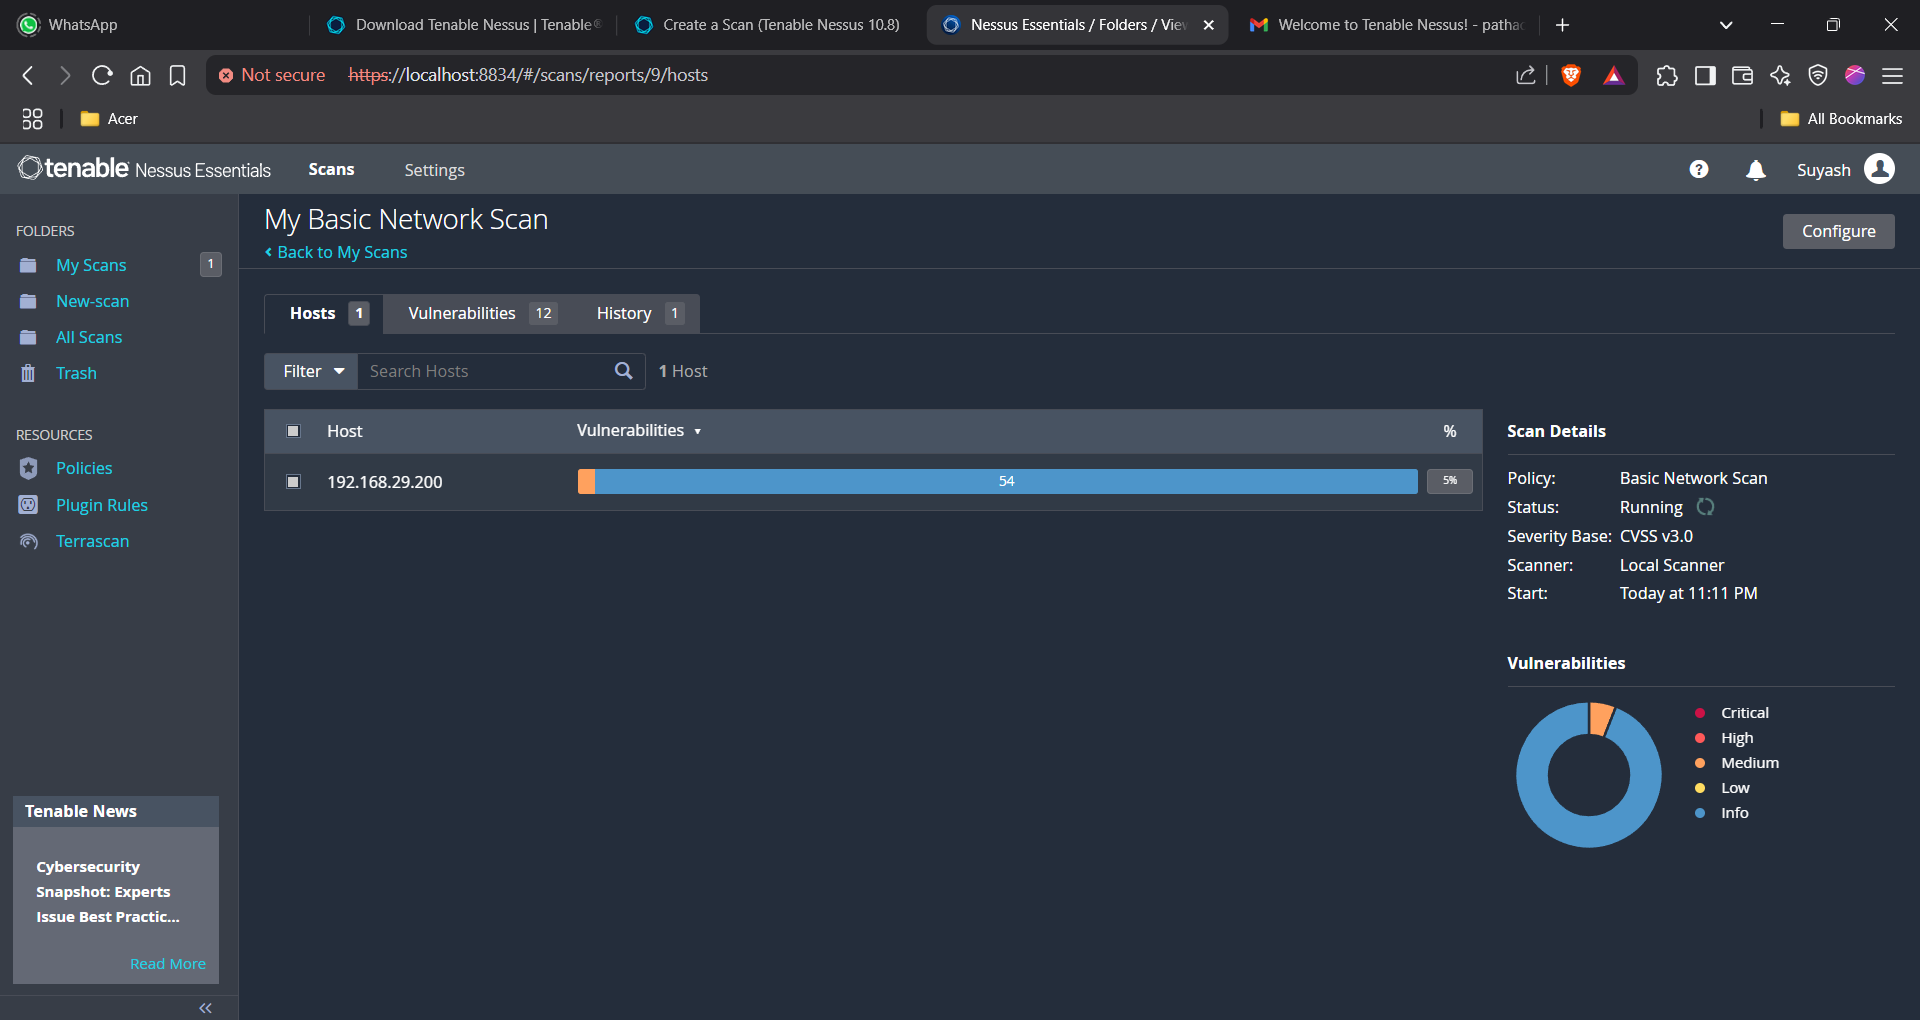 WhatsApp
Download Tenable Nessus | Tenable®
Create a Scan (Tenable Nessus 10.8)
Nessus Essentials / Folders / View
Welcome to Tenable Nessus! - patha
Not secure https://localhost:8834/#/scans/reports/9/hosts
Acer
All Bookmarks
tenable Nessus Essentials
Scans
Settings
Suyash
FOLDERS
My Scans 1
New-scan
All Scans
Trash
RESOURCES
Policies
Plugin Rules
Terrascan
Tenable News
Cybersecurity
Snapshot: Experts
Issue Best Practic...
Read More
My Basic Network Scan
Back to My Scans
Configure
Hosts 1
Vulnerabilities 12
History 1
Filter
Search Hosts
1 Host
Host Vulnerabilities %
192.168.29.200 54 5%
Scan Details
Policy: Basic Network Scan
Status: Running
Severity Base: CVSS v3.0
Scanner: Local Scanner
Start: Today at 11:11 PM
Vulnerabilities
Critical
High
Medium
Low
Info